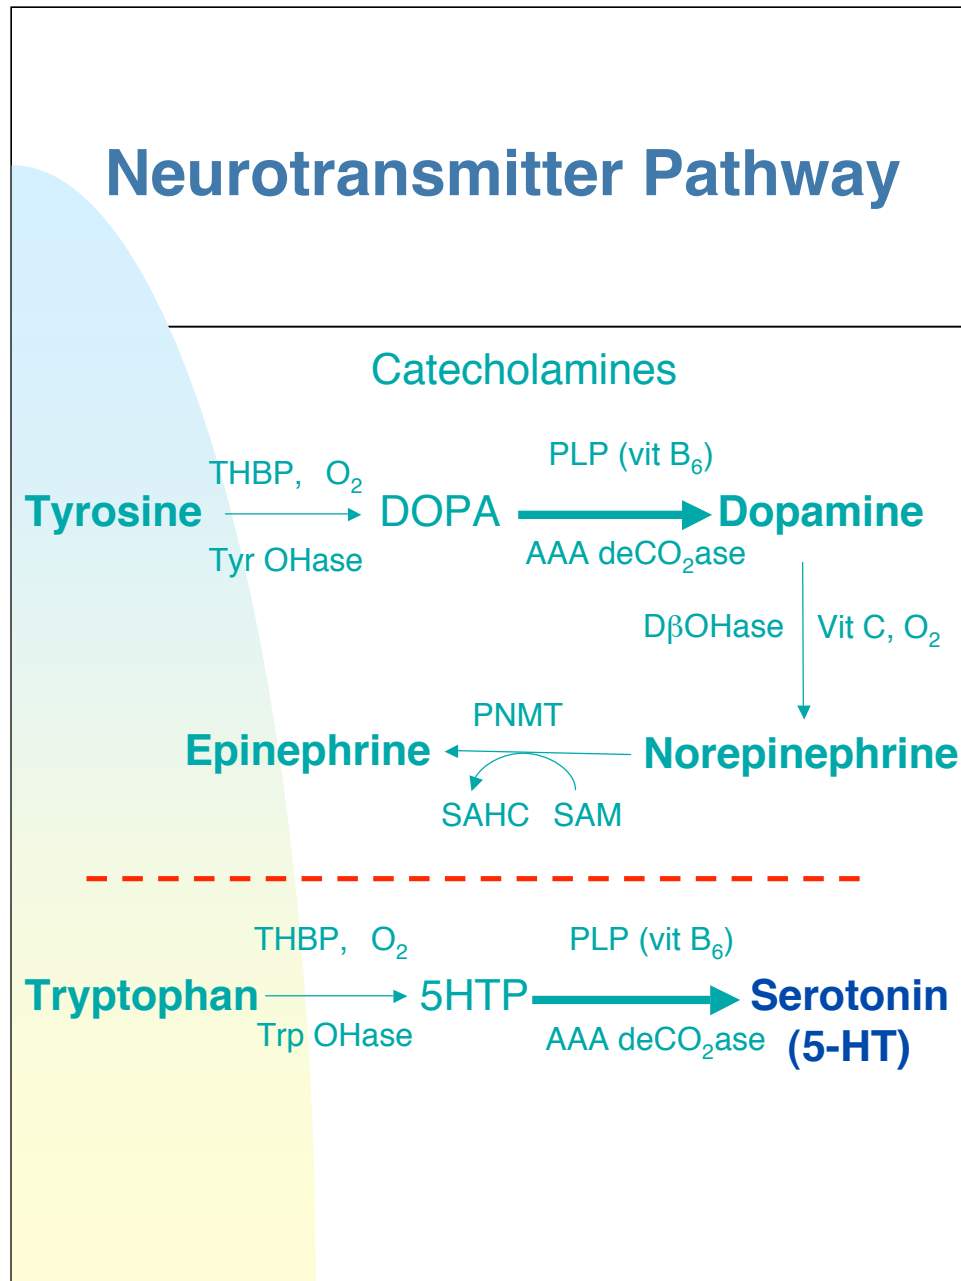 Neurotransmitter Pathway
Catecholamines
THBP, O₂
PLP (vit B₆)
Tyrosine DOPA Dopamine
Tyr OHase
AAA deCO₂ase
DβOHase Vit C, O₂
PNMT
Epinephrine Norepinephrine
SAHC SAM
THBP, O₂ PLP (vit B₆)
Tryptophan 5HTP Serotonin
Trp OHase AAA deCO₂ase (5-HT)